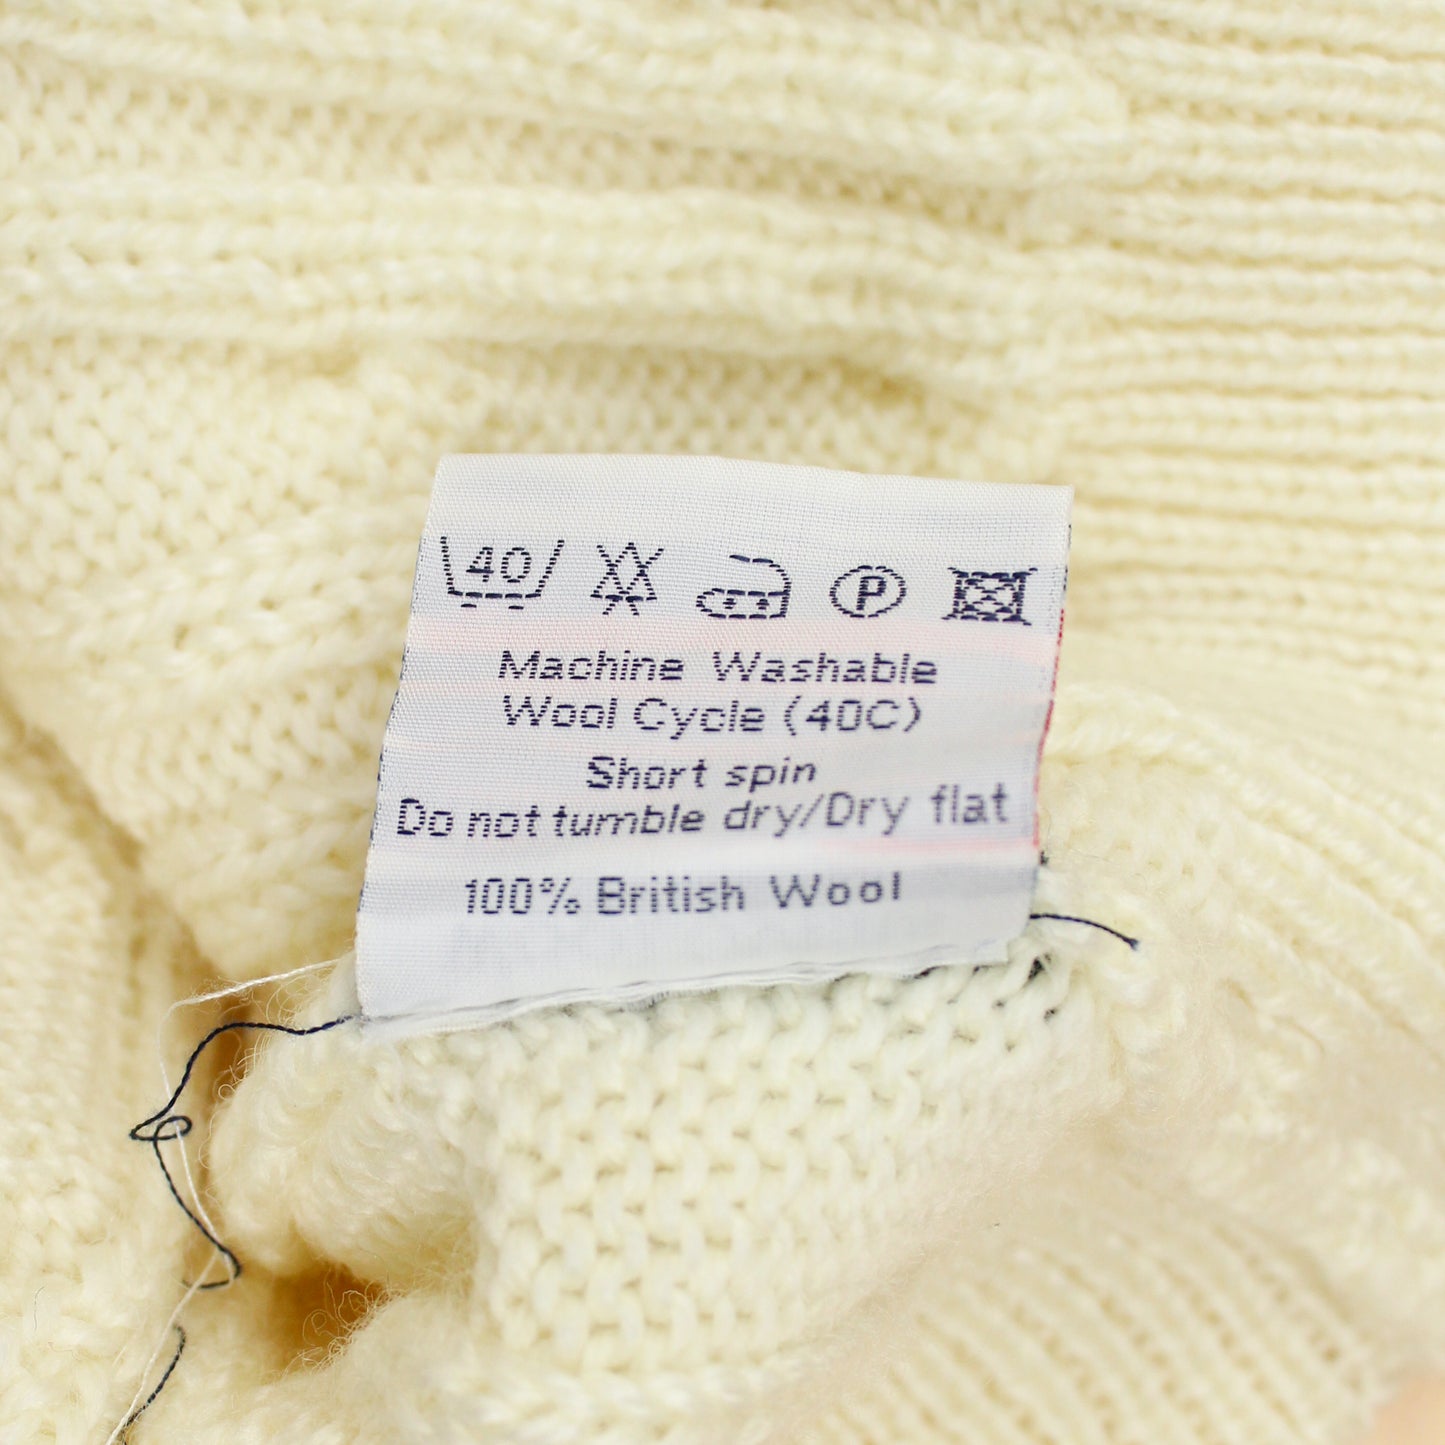 40 P
Machine Washable
Wool Cycle (40C)
Short spin
Do not tumble dry/Dry flat
100% British Wool